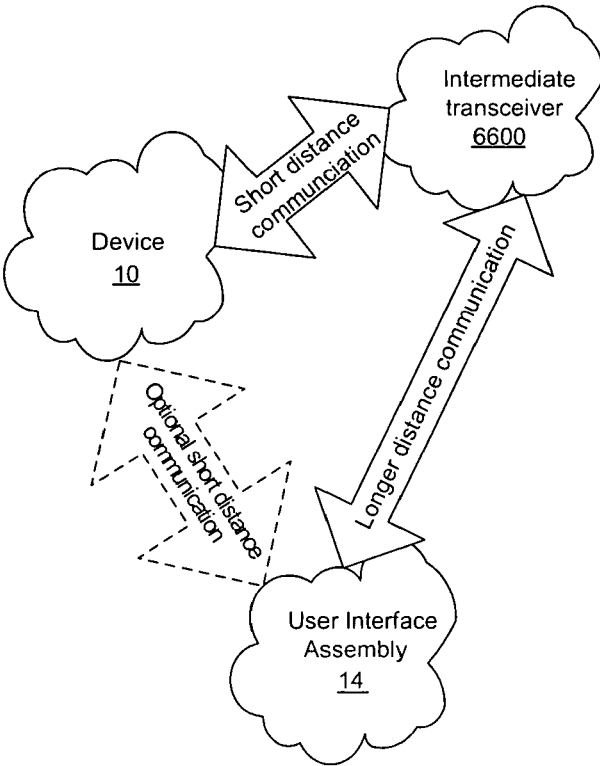 Intermediate
transceiver
6600
Short distance
communciation
Device
10
Longer distance communication
Optional short distance
communication
User Interface
Assembly
14